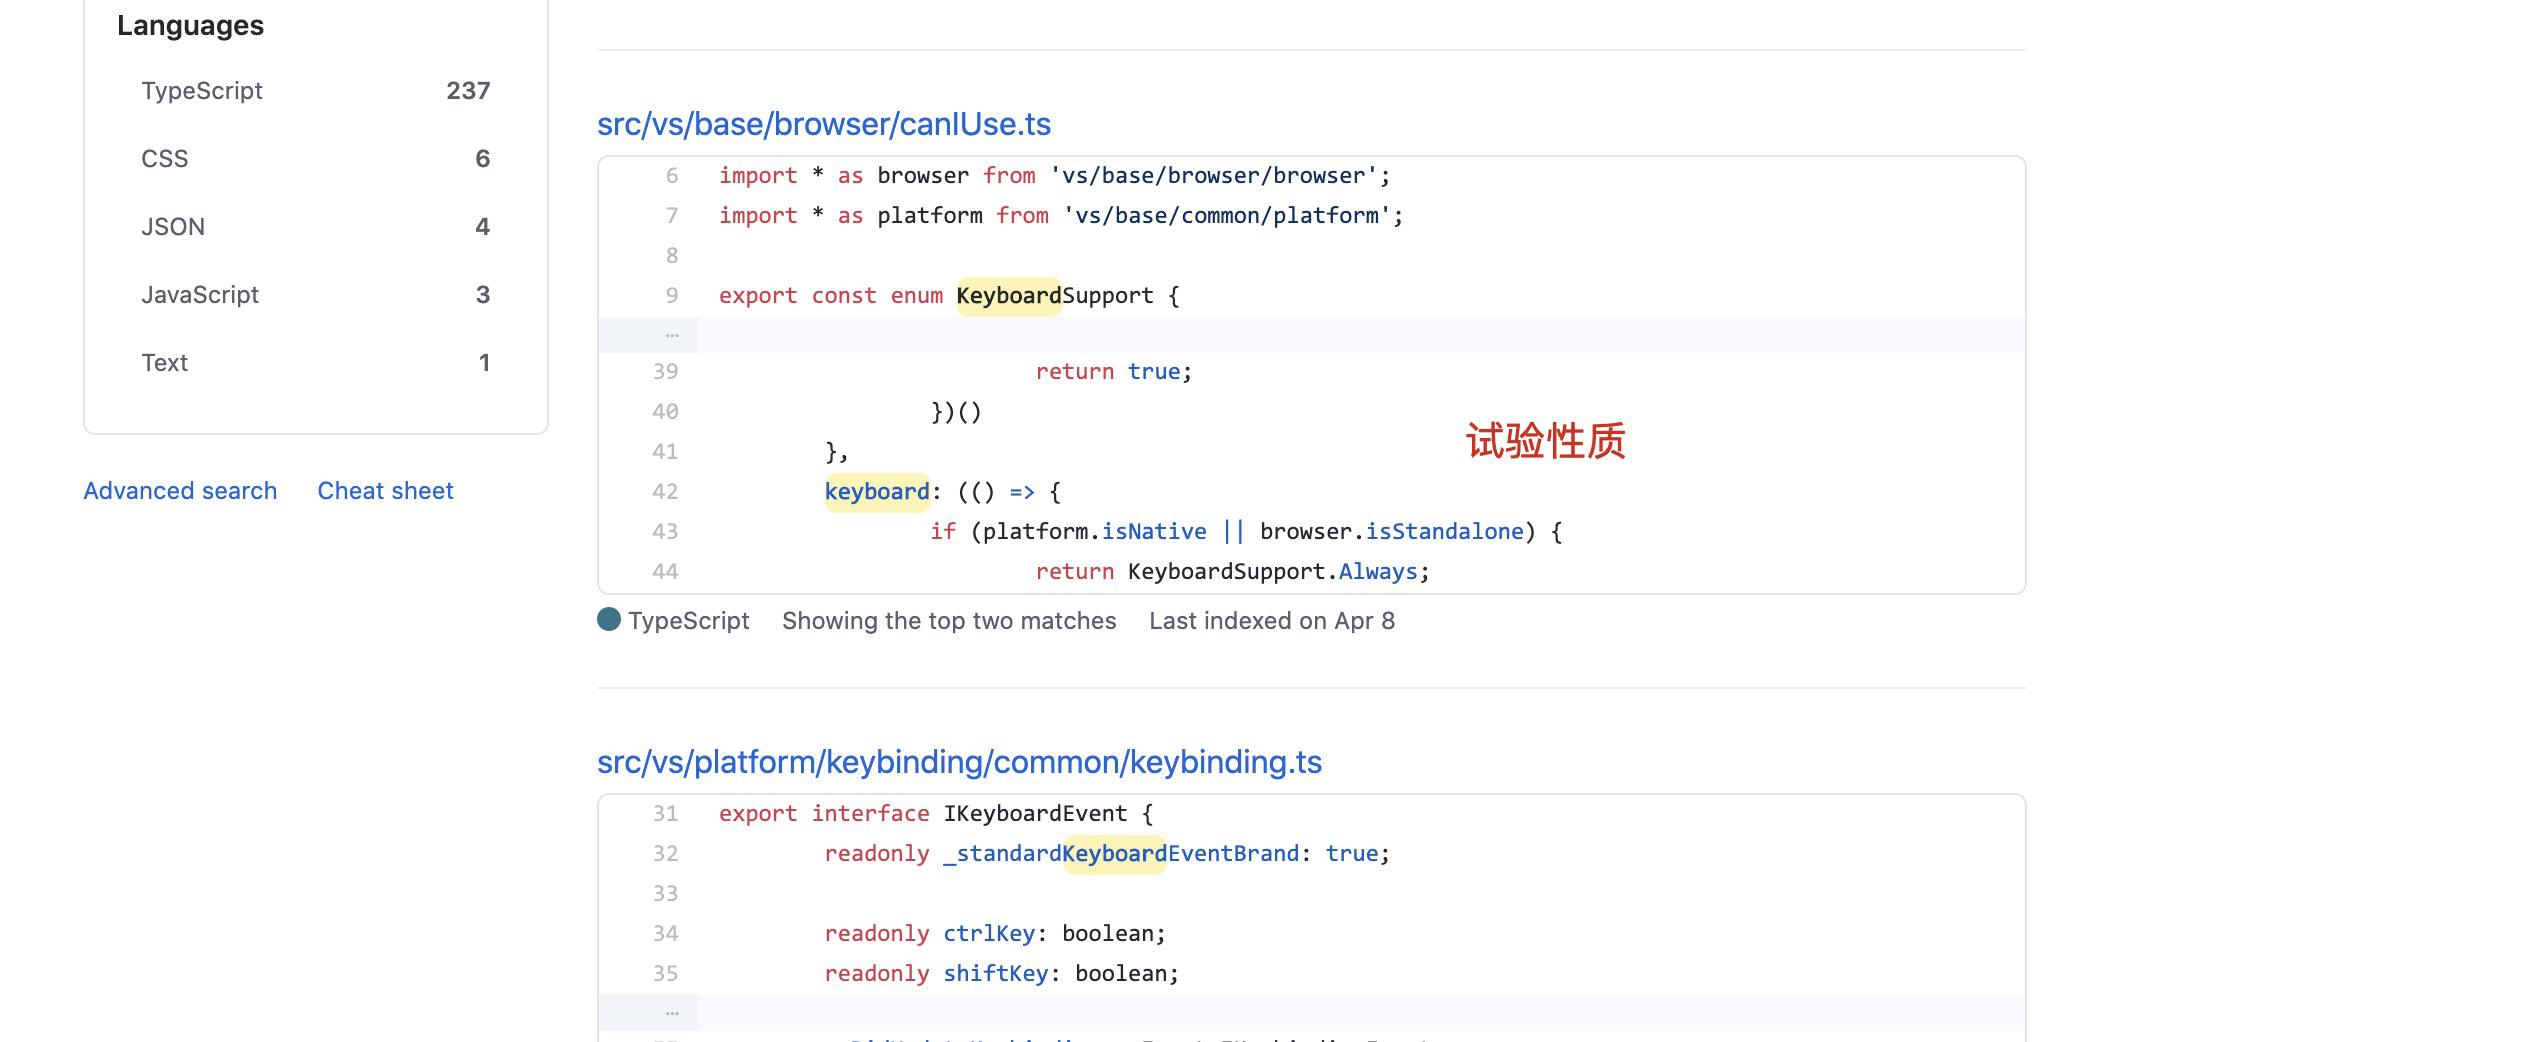 Languages
TypeScript 237
CSS 6
JSON 4
JavaScript 3
Text 1
Advanced search Cheat sheet
src/vs/base/browser/canIUse.ts
6 import * as browser from 'vs/base/browser/browser';
7 import * as platform from 'vs/base/common/platform';
8
9 export const enum KeyboardSupport {
...
39 return true;
40 })()
41 },
试验性质
42 keyboard: (() => {
43 if (platform.isNative || browser.isStandalone) {
44 return KeyboardSupport.Always;
TypeScript Showing the top two matches Last indexed on Apr 8
src/vs/platform/keybinding/common/keybinding.ts
31 export interface IKeyboardEvent {
32 readonly _standardKeyboardEventBrand: true;
33
34 readonly ctrlKey: boolean;
35 readonly shiftKey: boolean;
...